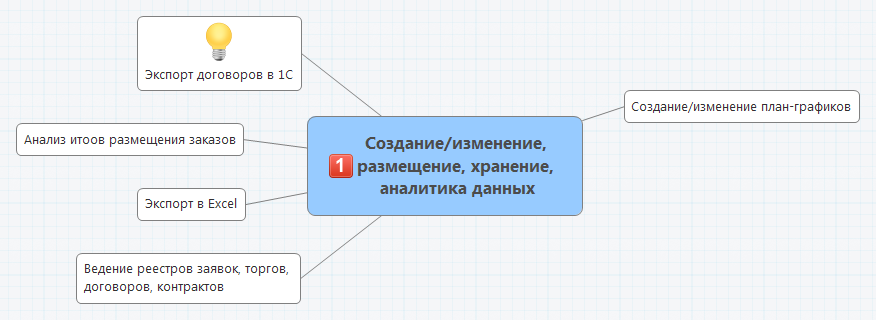 Экспорт договоров в 1С
Создание/изменение план-графиков
Анализ итоов размещения заказов
1
Создание/изменение,
размещение, хранение,
аналитика данных
Экспорт в Excel
Ведение реестров заявок, торгов,
договоров, контрактов